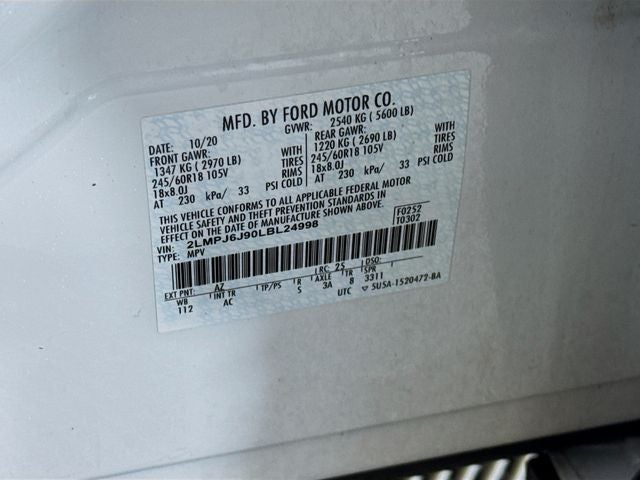 MFD. BY FORD MOTOR CO.
DATE: 10/20 GVWR: 2540 KG ( 5600 LB)
FRONT GAWR: WITH REAR GAWR: WITH
1347 KG ( 2970 LB) TIRES 1220 KG ( 2690 LB) TIRES
245/60R18 105V RIMS 245/60R18 105V RIMS
18x8.0J 18x8.0J
AT 230 kPa/ 33 PSI COLD AT 230 kPa/ 33 PSI COLD
THIS VEHICLE CONFORMS TO ALL APPLICABLE FEDERAL MOTOR
VEHICLE SAFETY AND THEFT PREVENTION STANDARDS IN
EFFECT ON THE DATE OF MANUFACTURE SHOWN ABOVE.
VIN: 2LMPJ6J90LBL24998 F0252
TYPE: MPV T0302
EXT PNT: AZ RC: 25 DSO:
WB INT TR TP/PS R AXLE TR SPR
112 AC S 3A 8 3311
UTC 5U5A-1520472-BA